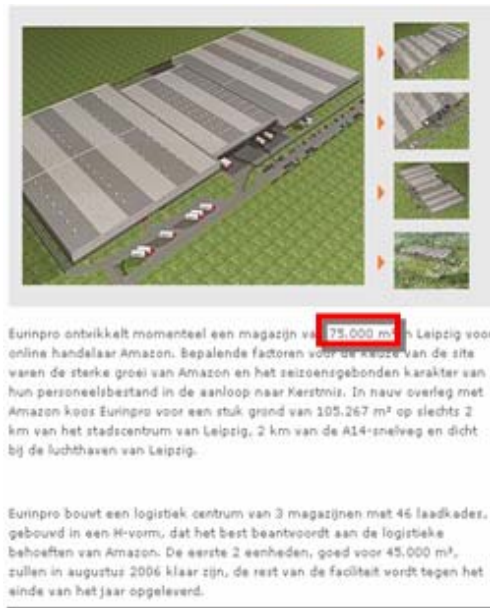 Eurinpro ontwikkelt momenteel een magazijn va 75.000 m² n Leipzig voor
online handelaar Amazon. Bepalende factoren voor de keuze van de site
waren de sterke groei van Amazon en het seizoensgebonden karakter van
hun personeelsbestand in de aanloop naar Kerstmis. In nauw overleg met
Amazon koos Eurinpro voor een stuk grond van 105.267 m² op slechts 2
km van het stadscentrum van Leipzig, 2 km van de A14-snelweg en dicht
bij de luchthaven van Leipzig.
Eurinpro bouwt een logistiek centrum van 3 magazijnen met 46 laadkades,
gebouwd in een H-vorm, dat het best beantwoordt aan de logistieke
behoeften van Amazon. De eerste 2 eenheden, goed voor 45.000 m²,
zullen in augustus 2006 klaar zijn, de rest van de faciliteit wordt tegen het
einde van het jaar opgeleverd.